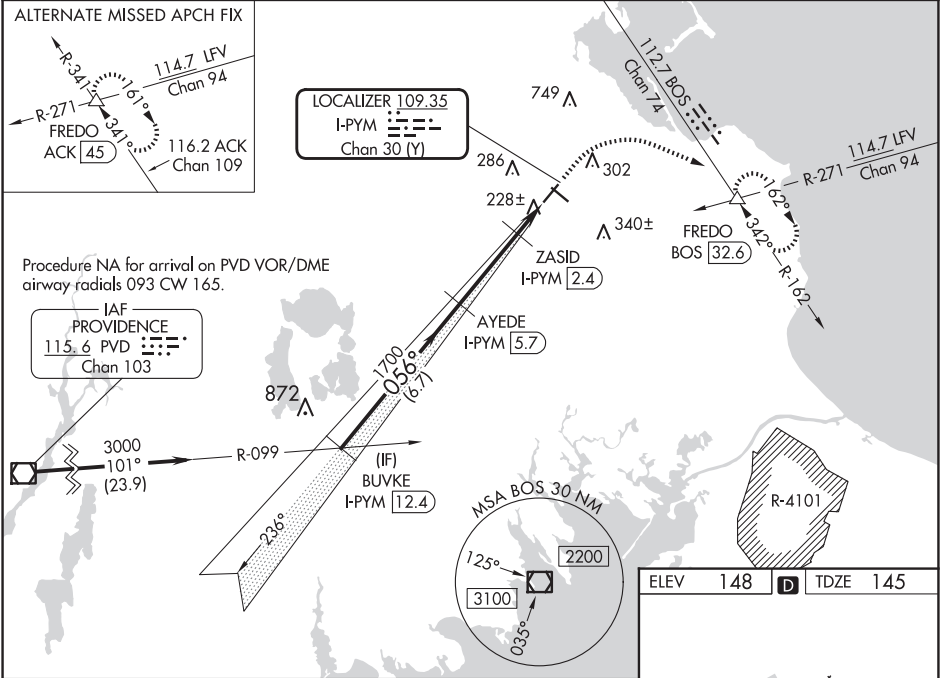 ALTERNATE MISSED APCH FIX
R-341
114.7 LFV
Chan 94
161°
R-271
FREDO
ACK 45
341°
116.2 ACK
Chan 109
LOCALIZER 109.35
I-PYM
Chan 30 (Y)
749
112.7 BOS
Chan 74
286
302
228±
340±
R-271
114.7 LFV
Chan 94
162°
FREDO
BOS 32.6
342°
R-162
ZASID
I-PYM 2.4
AYEDE
I-PYM 5.7
Procedure NA for arrival on PVD VOR/DME
airway radials 093 CW 165.
IAF
PROVIDENCE
115.6 PVD
Chan 103
1700
056°
(6.7)
872
3000
101°
(23.9)
R-099
(IF)
BUVKE
I-PYM 12.4
236°
MSA BOS 30 NM
125°
2200
3100
035°
R-4101
ELEV 148 D TDZE 145